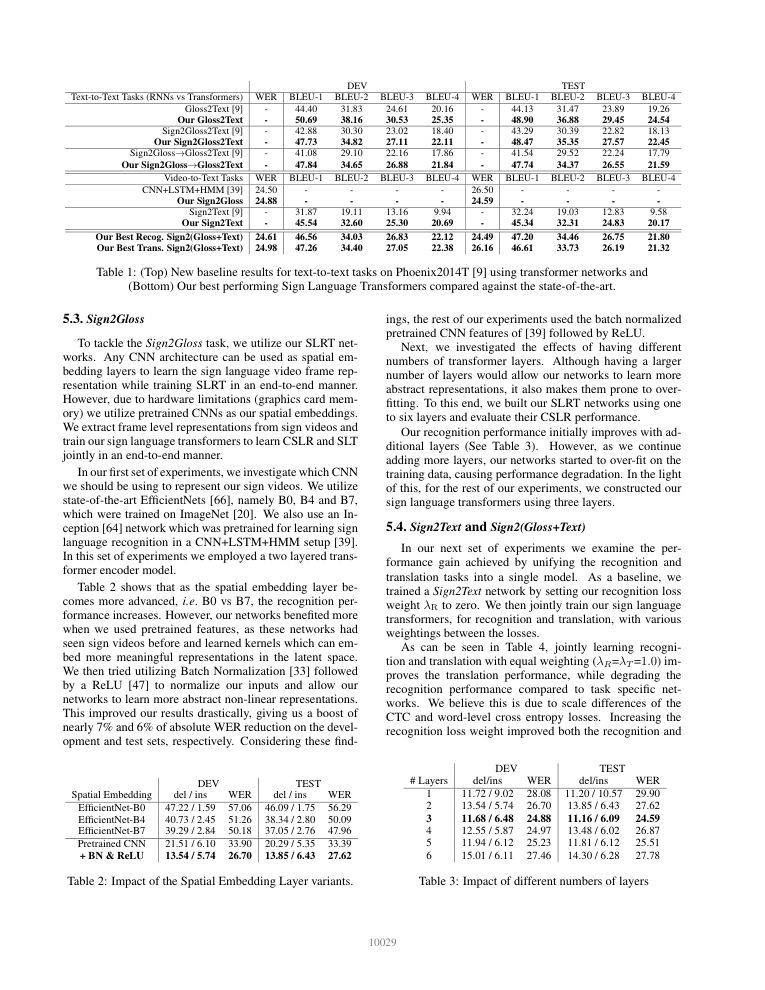 DEV TEST
Text-to-Text Tasks (RNNs vs Transformers) WER BLEU-1 BLEU-2 BLEU-3 BLEU-4 WER BLEU-1 BLEU-2 BLEU-3 BLEU-4
Gloss2Text [9] - 44.40 31.83 24.61 20.16 - 44.13 31.47 23.89 19.26
Our Gloss2Text - 50.69 38.16 30.53 25.35 - 48.90 36.88 29.45 24.54
Sign2Gloss2Text [9] - 42.88 30.30 23.02 18.40 - 43.29 30.39 22.82 18.13
Our Sign2Gloss2Text - 47.73 34.82 27.11 22.11 - 48.47 35.35 27.57 22.45
Sign2Gloss→Gloss2Text [9] - 41.08 29.10 22.16 17.86 - 41.54 29.52 22.24 17.79
Our Sign2Gloss→Gloss2Text - 47.84 34.65 26.88 21.84 - 47.74 34.37 26.55 21.59
Video-to-Text Tasks WER BLEU-1 BLEU-2 BLEU-3 BLEU-4 WER BLEU-1 BLEU-2 BLEU-3 BLEU-4
CNN+LSTM+HMM [39] 24.50 - - - - 26.50 - - - -
Our Sign2Gloss 24.88 - - - - 24.59 - - - -
Sign2Text [9] - 31.87 19.11 13.16 9.94 - 32.24 19.03 12.83 9.58
Our Sign2Text - 45.54 32.60 25.30 20.69 - 45.34 32.31 24.83 20.17
Our Best Recog. Sign2(Gloss+Text) 24.61 46.56 34.03 26.83 22.12 24.49 47.20 34.46 26.75 21.80
Our Best Trans. Sign2(Gloss+Text) 24.98 47.26 34.40 27.05 22.38 26.16 46.61 33.73 26.19 21.32
Table 1: (Top) New baseline results for text-to-text tasks on Phoenix2014T [9] using transformer networks and
(Bottom) Our best performing Sign Language Transformers compared against the state-of-the-art.
5.3. Sign2Gloss
To tackle the Sign2Gloss task, we utilize our SLRT net-
works. Any CNN architecture can be used as spatial em-
bedding layers to learn the sign language video frame rep-
resentation while training SLRT in an end-to-end manner.
However, due to hardware limitations (graphics card mem-
ory) we utilize pretrained CNNs as our spatial embeddings.
We extract frame level representations from sign videos and
train our sign language transformers to learn CSLR and SLT
jointly in an end-to-end manner.
In our first set of experiments, we investigate which CNN
we should be using to represent our sign videos. We utilize
state-of-the-art EfficientNets [66], namely B0, B4 and B7,
which were trained on ImageNet [20]. We also use an In-
ception [64] network which was pretrained for learning sign
language recognition in a CNN+LSTM+HMM setup [39].
In this set of experiments we employed a two layered trans-
former encoder model.
Table 2 shows that as the spatial embedding layer be-
comes more advanced, i.e. B0 vs B7, the recognition per-
formance increases. However, our networks benefited more
when we used pretrained features, as these networks had
seen sign videos before and learned kernels which can em-
bed more meaningful representations in the latent space.
We then tried utilizing Batch Normalization [33] followed
by a ReLU [47] to normalize our inputs and allow our
networks to learn more abstract non-linear representations.
This improved our results drastically, giving us a boost of
nearly 7% and 6% of absolute WER reduction on the devel-
opment and test sets, respectively. Considering these find-
DEV TEST
Spatial Embedding del / ins WER del / ins WER
EfficientNet-B0 47.22 / 1.59 57.06 46.09 / 1.75 56.29
EfficientNet-B4 40.73 / 2.45 51.26 38.34 / 2.80 50.09
EfficientNet-B7 39.29 / 2.84 50.18 37.05 / 2.76 47.96
Pretrained CNN 21.51 / 6.10 33.90 20.29 / 5.35 33.39
+ BN & ReLU 13.54 / 5.74 26.70 13.85 / 6.43 27.62
Table 2: Impact of the Spatial Embedding Layer variants.
ings, the rest of our experiments used the batch normalized
pretrained CNN features of [39] followed by ReLU.
Next, we investigated the effects of having different
numbers of transformer layers. Although having a larger
number of layers would allow our networks to learn more
abstract representations, it also makes them prone to over-
fitting. To this end, we built our SLRT networks using one
to six layers and evaluate their CSLR performance.
Our recognition performance initially improves with ad-
ditional layers (See Table 3). However, as we continue
adding more layers, our networks started to over-fit on the
training data, causing performance degradation. In the light
of this, for the rest of our experiments, we constructed our
sign language transformers using three layers.
5.4. Sign2Text and Sign2(Gloss+Text)
In our next set of experiments we examine the per-
formance gain achieved by unifying the recognition and
translation tasks into a single model. As a baseline, we
trained a Sign2Text network by setting our recognition loss
weight λR to zero. We then jointly train our sign language
transformers, for recognition and translation, with various
weightings between the losses.
As can be seen in Table 4, jointly learning recogni-
tion and translation with equal weighting (λR=λT=1.0) im-
proves the translation performance, while degrading the
recognition performance compared to task specific net-
works. We believe this is due to scale differences of the
CTC and word-level cross entropy losses. Increasing the
recognition loss weight improved both the recognition and
DEV TEST
# Layers del/ins WER del/ins WER
1 11.72 / 9.02 28.08 11.20 / 10.57 29.90
2 13.54 / 5.74 26.70 13.85 / 6.43 27.62
3 11.68 / 6.48 24.88 11.16 / 6.09 24.59
4 12.55 / 5.87 24.97 13.48 / 6.02 26.87
5 11.94 / 6.12 25.23 11.81 / 6.12 25.51
6 15.01 / 6.11 27.46 14.30 / 6.28 27.78
Table 3: Impact of different numbers of layers
10029